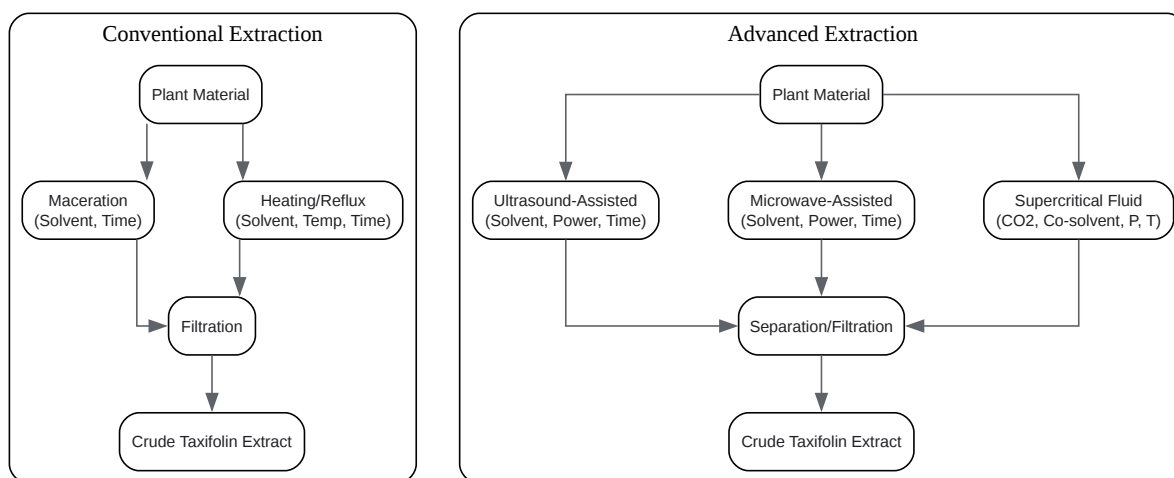 Conventional Extraction
Plant Material
Maceration
(Solvent, Time)
Heating/Reflux
(Solvent, Temp, Time)
Filtration
Crude Taxifolin Extract
Advanced Extraction
Plant Material
Ultrasound-Assisted
(Solvent, Power, Time)
Microwave-Assisted
(Solvent, Power, Time)
Supercritical Fluid
(CO2, Co-solvent, P, T)
Separation/Filtration
Crude Taxifolin Extract